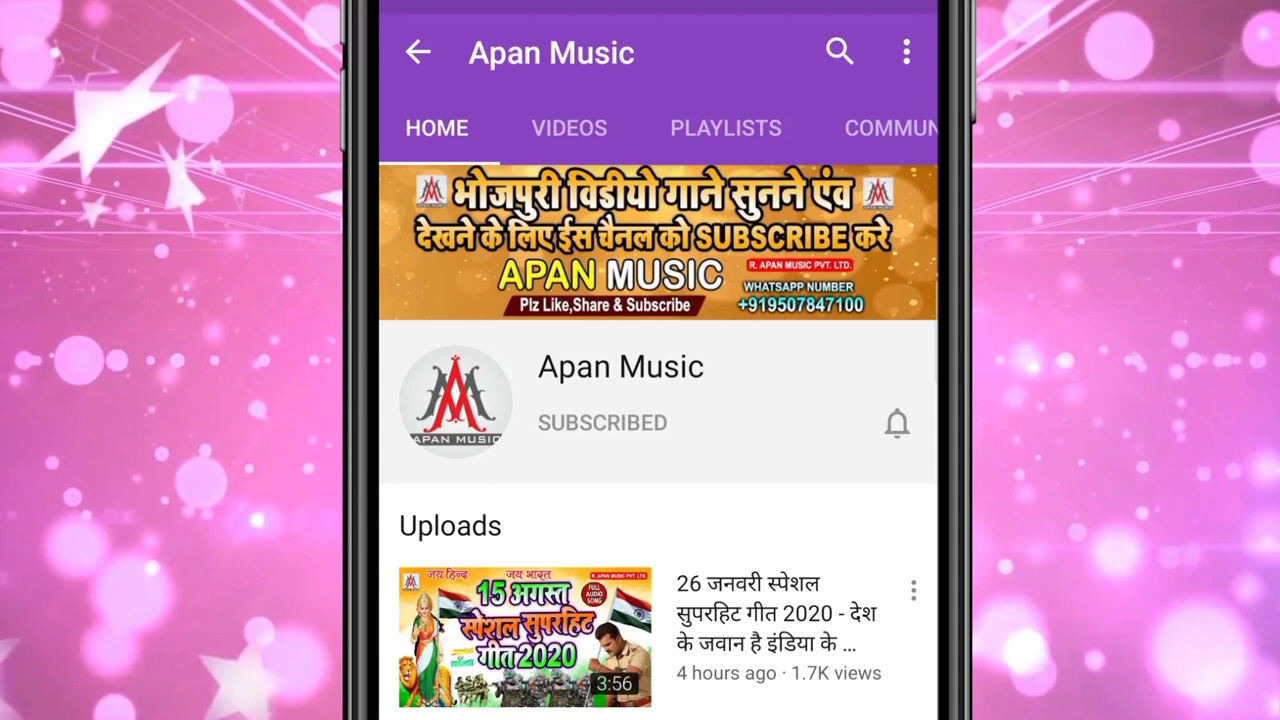 Apan Music
HOME VIDEOS PLAYLISTS COMMUN
भोजपुरी विडीयो गाने सुनने एंव
देखने के लिए ईस चैनल को SUBSCRIBE करे
APAN MUSIC
R. APAN MUSIC PVT. LTD.
WHATSAPP NUMBER
+919507847100
Plz Like,Share & Subscribe
Apan Music
SUBSCRIBED
APAN MUSIC
Uploads
जय हिन्द जय भारत
R. APAN MUSIC PVT. LTD
15 अगस्त
FULL
AUDIO
SONG
स्पेशल सुपरहिट
गीत 2020
3:56
26 जनवरी स्पेशल
सुपरहिट गीत 2020 - देश
के जवान है इंडिया के ...
4 hours ago · 1.7K views